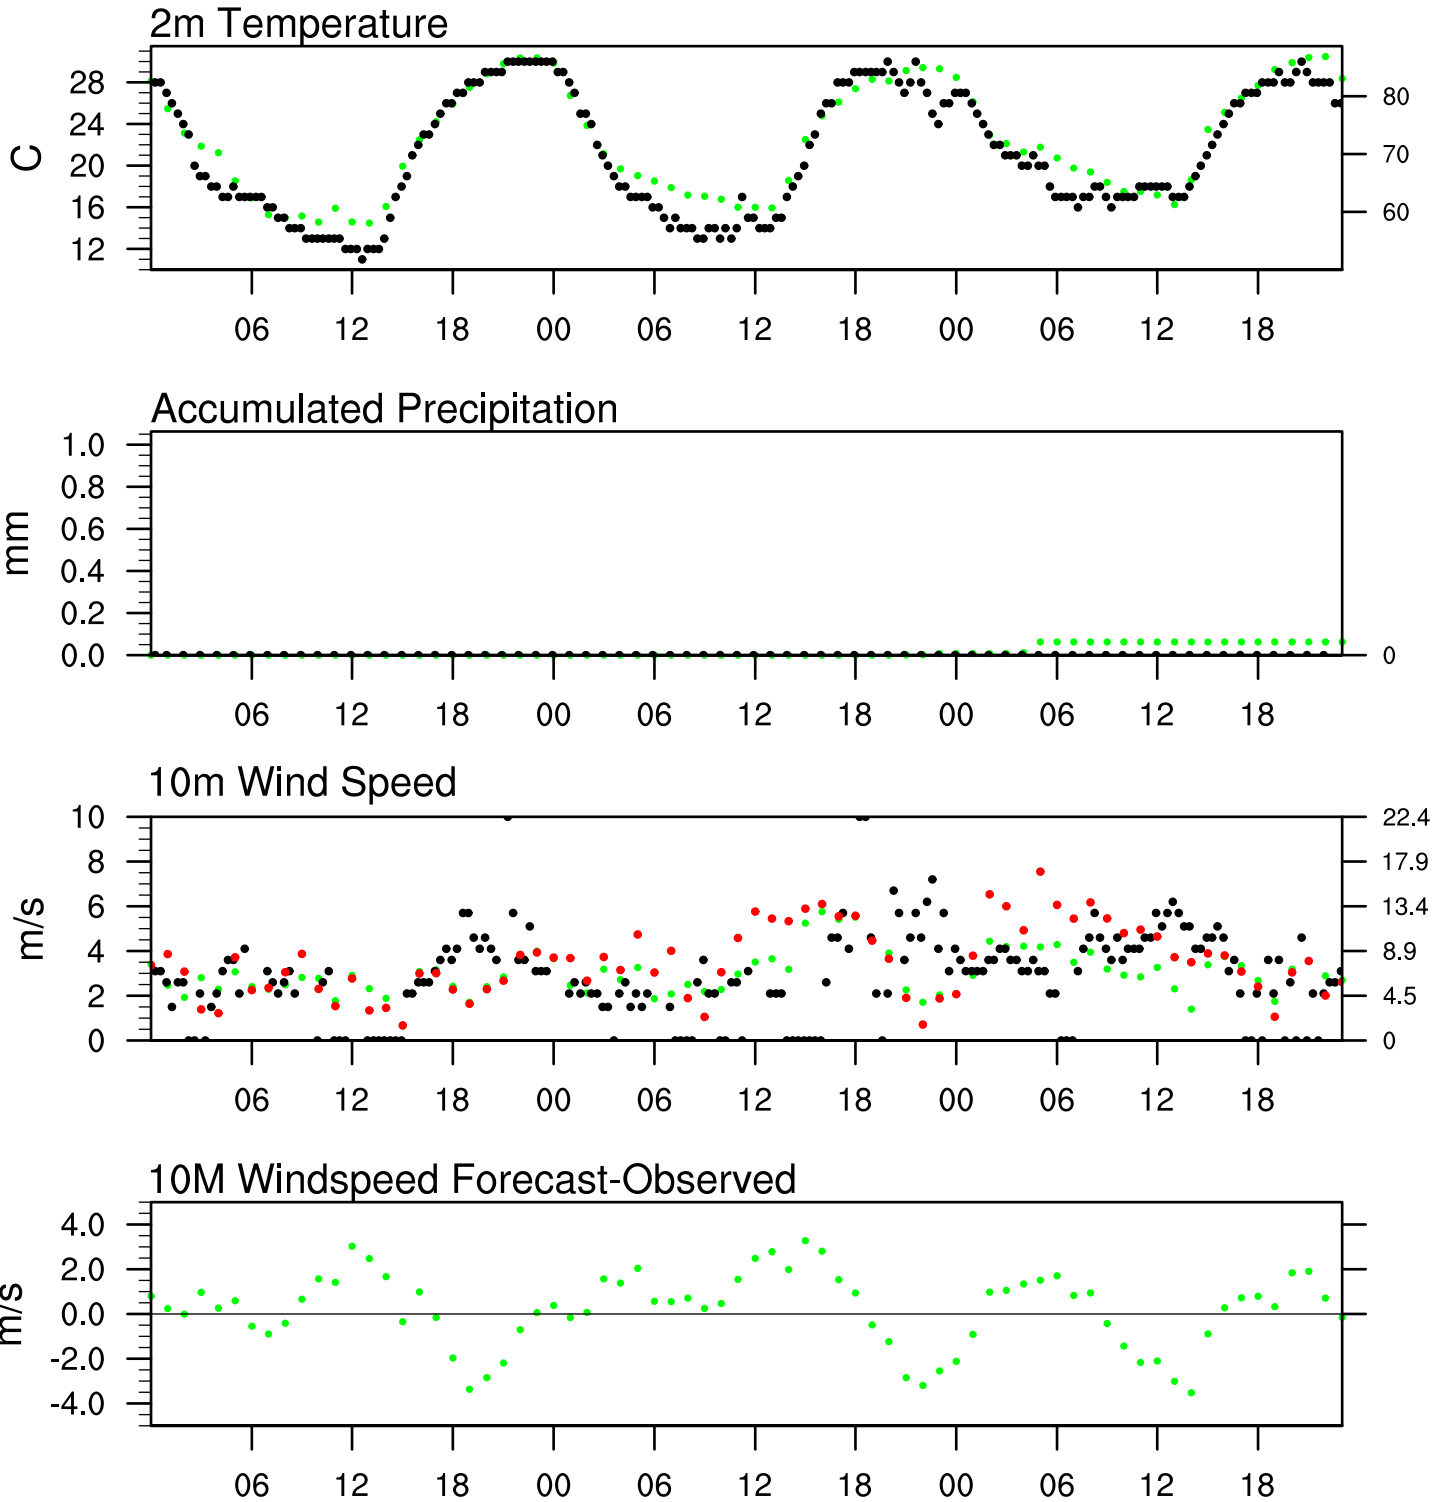 2m Temperature
C
28
24
20
16
12
80
70
60
06 12 18 00 06 12 18 00 06 12 18
Accumulated Precipitation
mm
1.0
0.8
0.6
0.4
0.2
0.0
0
06 12 18 00 06 12 18 00 06 12 18
10m Wind Speed
m/s
10
8
6
4
2
0
22.4
17.9
13.4
8.9
4.5
0
06 12 18 00 06 12 18 00 06 12 18
10M Windspeed Forecast-Observed
m/s
4.0
2.0
0.0
-2.0
-4.0
06 12 18 00 06 12 18 00 06 12 18